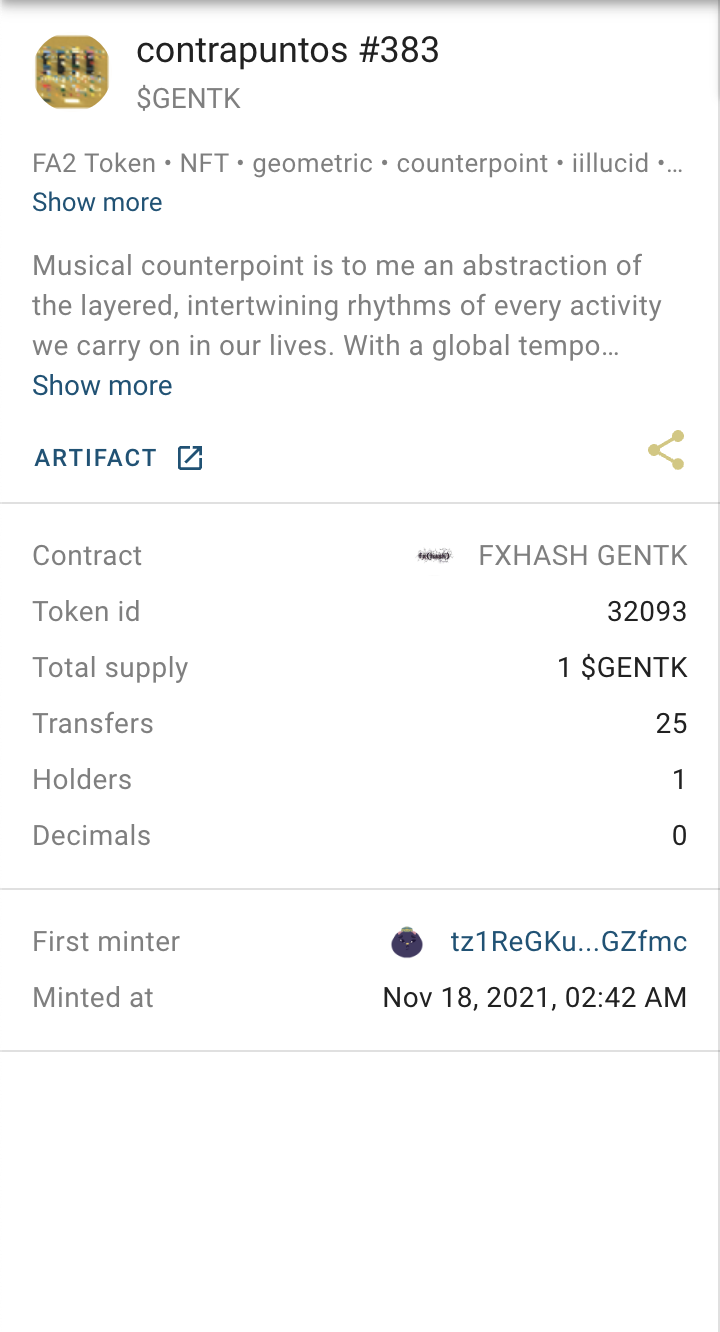 contrapuntos #383
$GENTK
FA2 Token • NFT • geometric • counterpoint • iillucid •...
Show more
Musical counterpoint is to me an abstraction of
the layered, intertwining rhythms of every activity
we carry on in our lives. With a global tempo...
Show more
ARTIFACT
Contract fx(hash) FXHASH GENTK
Token id 32093
Total supply 1 $GENTK
Transfers 25
Holders 1
Decimals 0
First minter tz1ReGKu...GZfmc
Minted at Nov 18, 2021, 02:42 AM